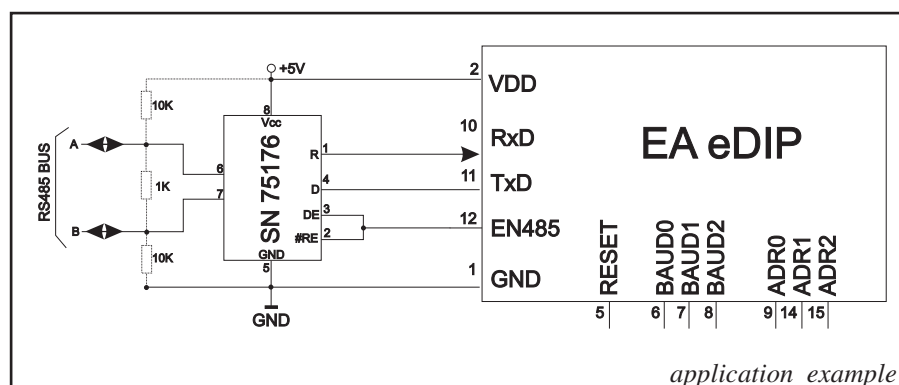 +5V
2
VDD
8
Vcc
10K
10
RxD
EA eDIP
RS485 BUS
A
6
SN 75176
R
1
11
TxD
1K
7
D
4
DE
3
12
EN485
B
#RE
2
10K
GND
5
1
GND
GND
RESET
BAUD0
BAUD1
BAUD2
ADR0
ADR1
ADR2
5
6
7
8
9
14
15
application example